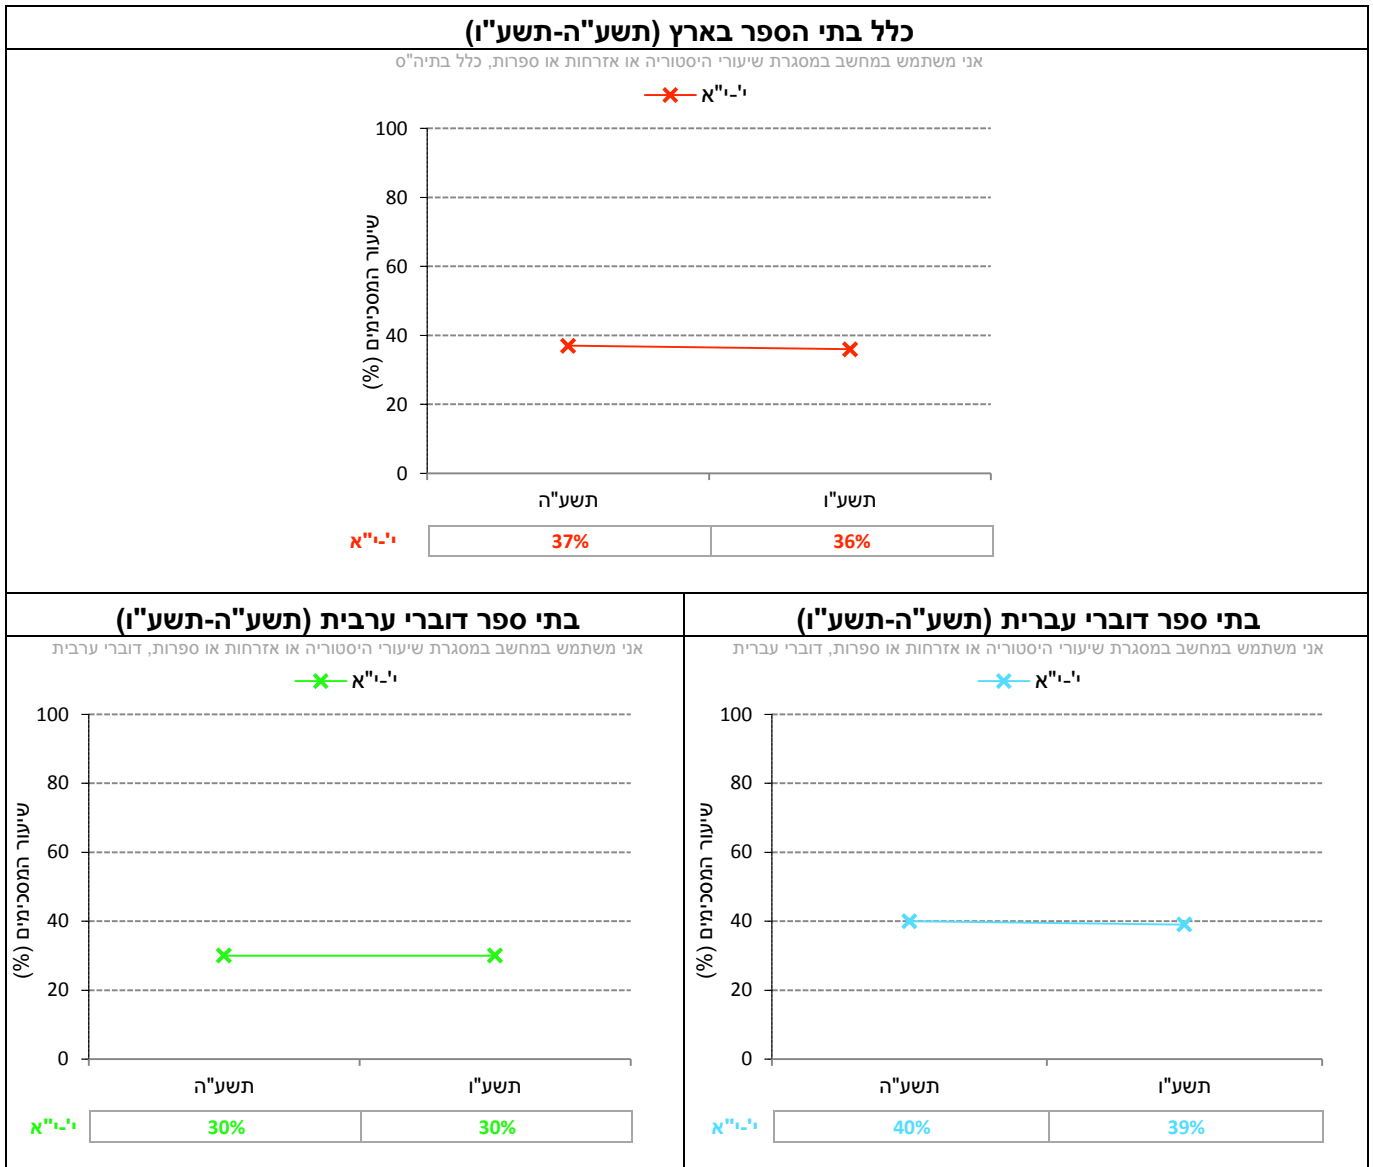 כלל בתי הספר בארץ (תשע"ה-תשע"ו)
אני משתמש במחשב במסגרת שיעורי היסטוריה או אזרחות או ספרות, כלל בתיה"ס
י'-י"א
100
80
60
40
20
0
שיעור המסכימים (%)
תשע"ה תשע"ו
י'-י"א 37% 36%
בתי ספר דוברי עברית (תשע"ה-תשע"ו)
אני משתמש במחשב במסגרת שיעורי היסטוריה או אזרחות או ספרות, דוברי עברית
י'-י"א
100
80
60
40
20
0
שיעור המסכימים (%)
תשע"ה תשע"ו
י'-י"א 40% 39%
בתי ספר דוברי ערבית (תשע"ה-תשע"ו)
אני משתמש במחשב במסגרת שיעורי היסטוריה או אזרחות או ספרות, דוברי ערבית
י'-י"א
100
80
60
40
20
0
שיעור המסכימים (%)
תשע"ה תשע"ו
י'-י"א 30% 30%